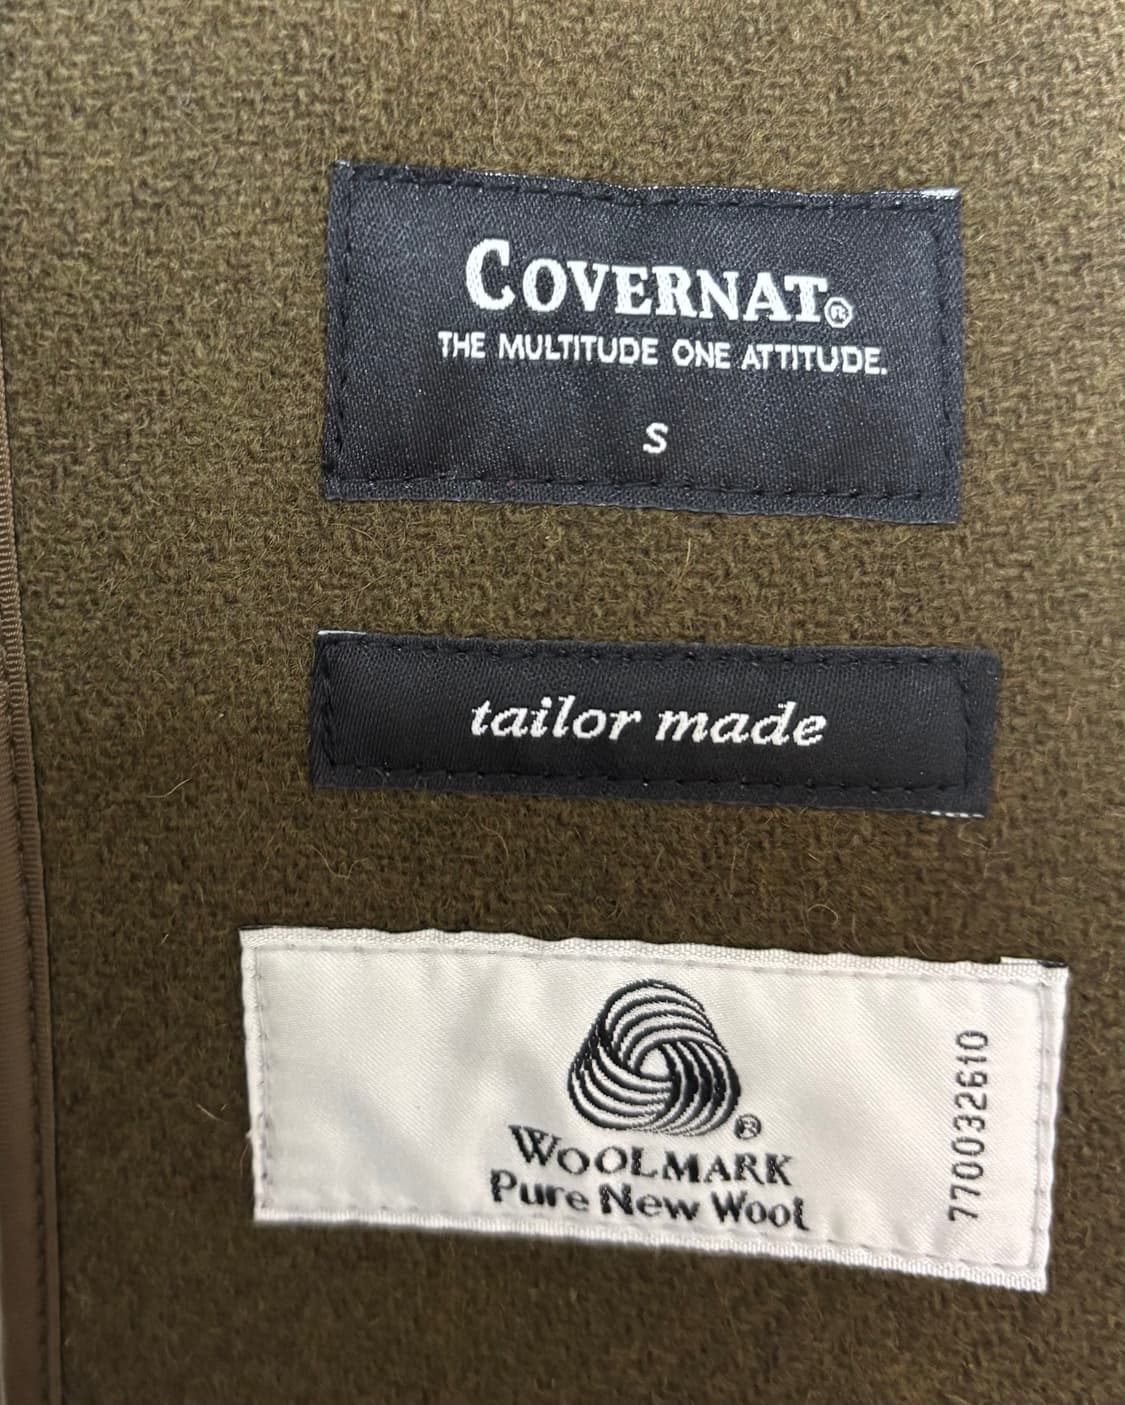 COVERNAT®
THE MULTITUDE ONE ATTITUDE.
S
tailor made
®
WOOLMARK
Pure New Wool
770032610